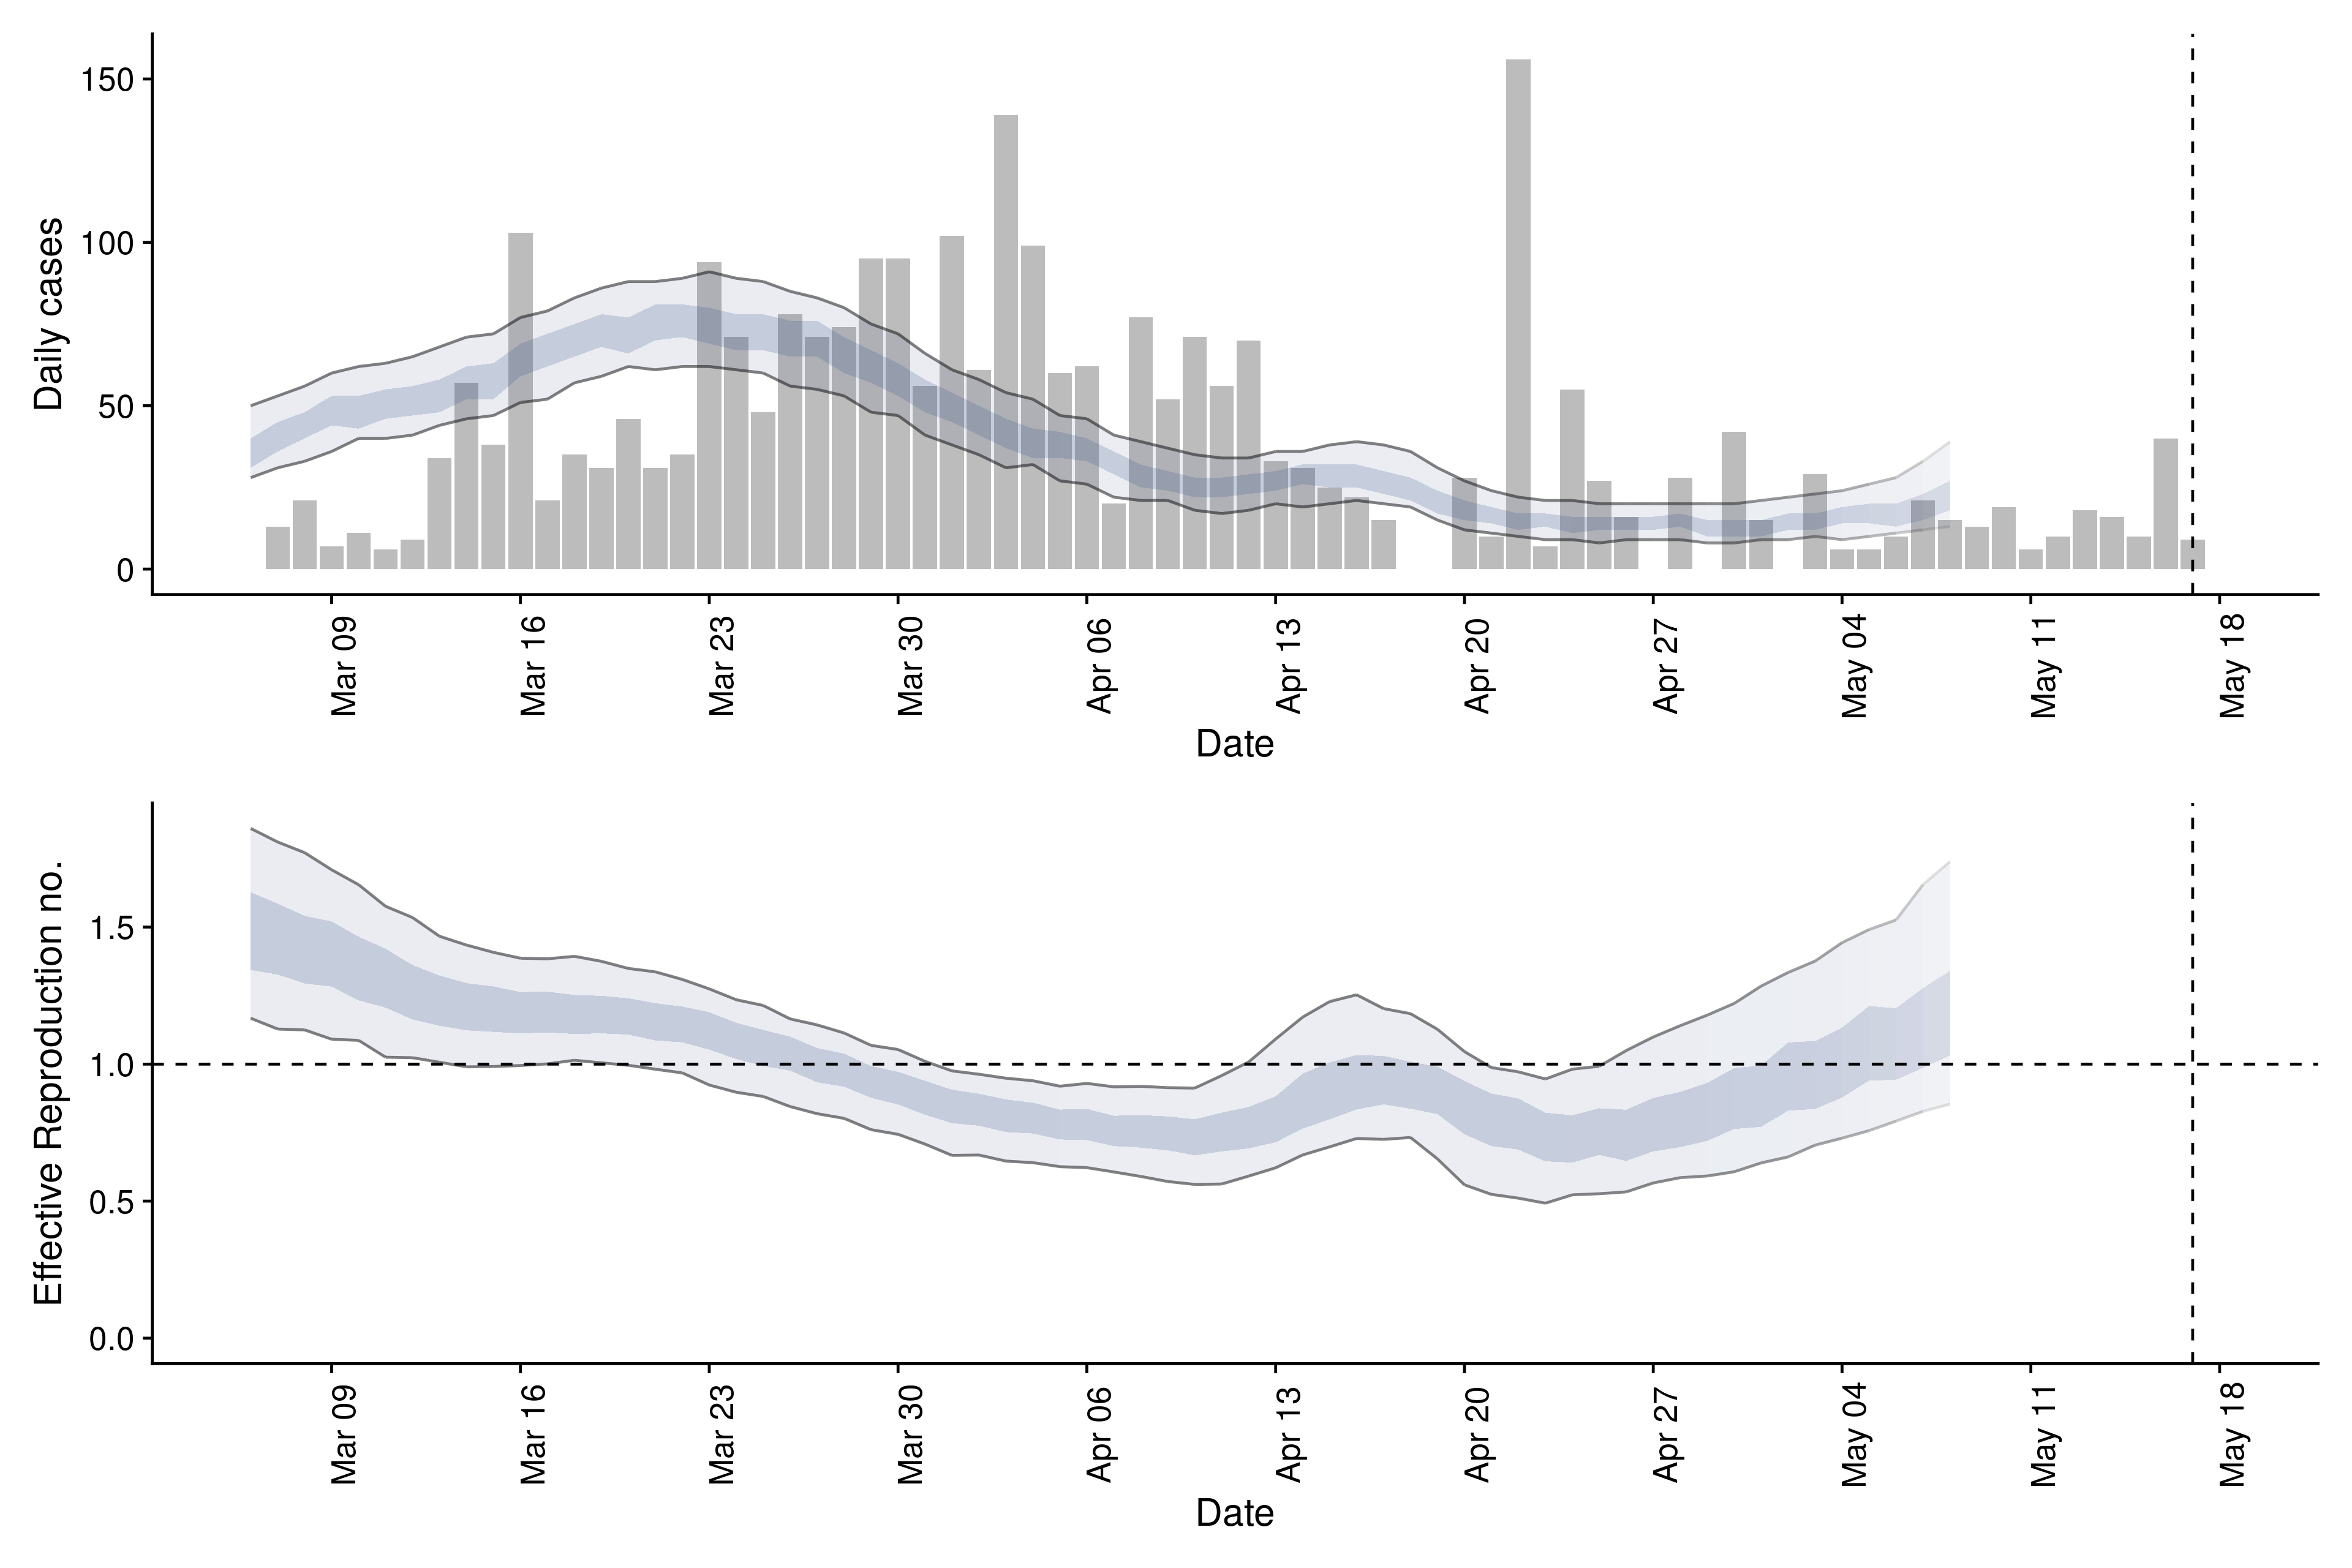 Daily cases
150
100
50
0
Mar 09
Mar 16
Mar 23
Mar 30
Apr 06
Apr 13
Apr 20
Apr 27
May 04
May 11
May 18
Date
Effective Reproduction no.
1.5
1.0
0.5
0.0
Mar 09
Mar 16
Mar 23
Mar 30
Apr 06
Apr 13
Apr 20
Apr 27
May 04
May 11
May 18
Date